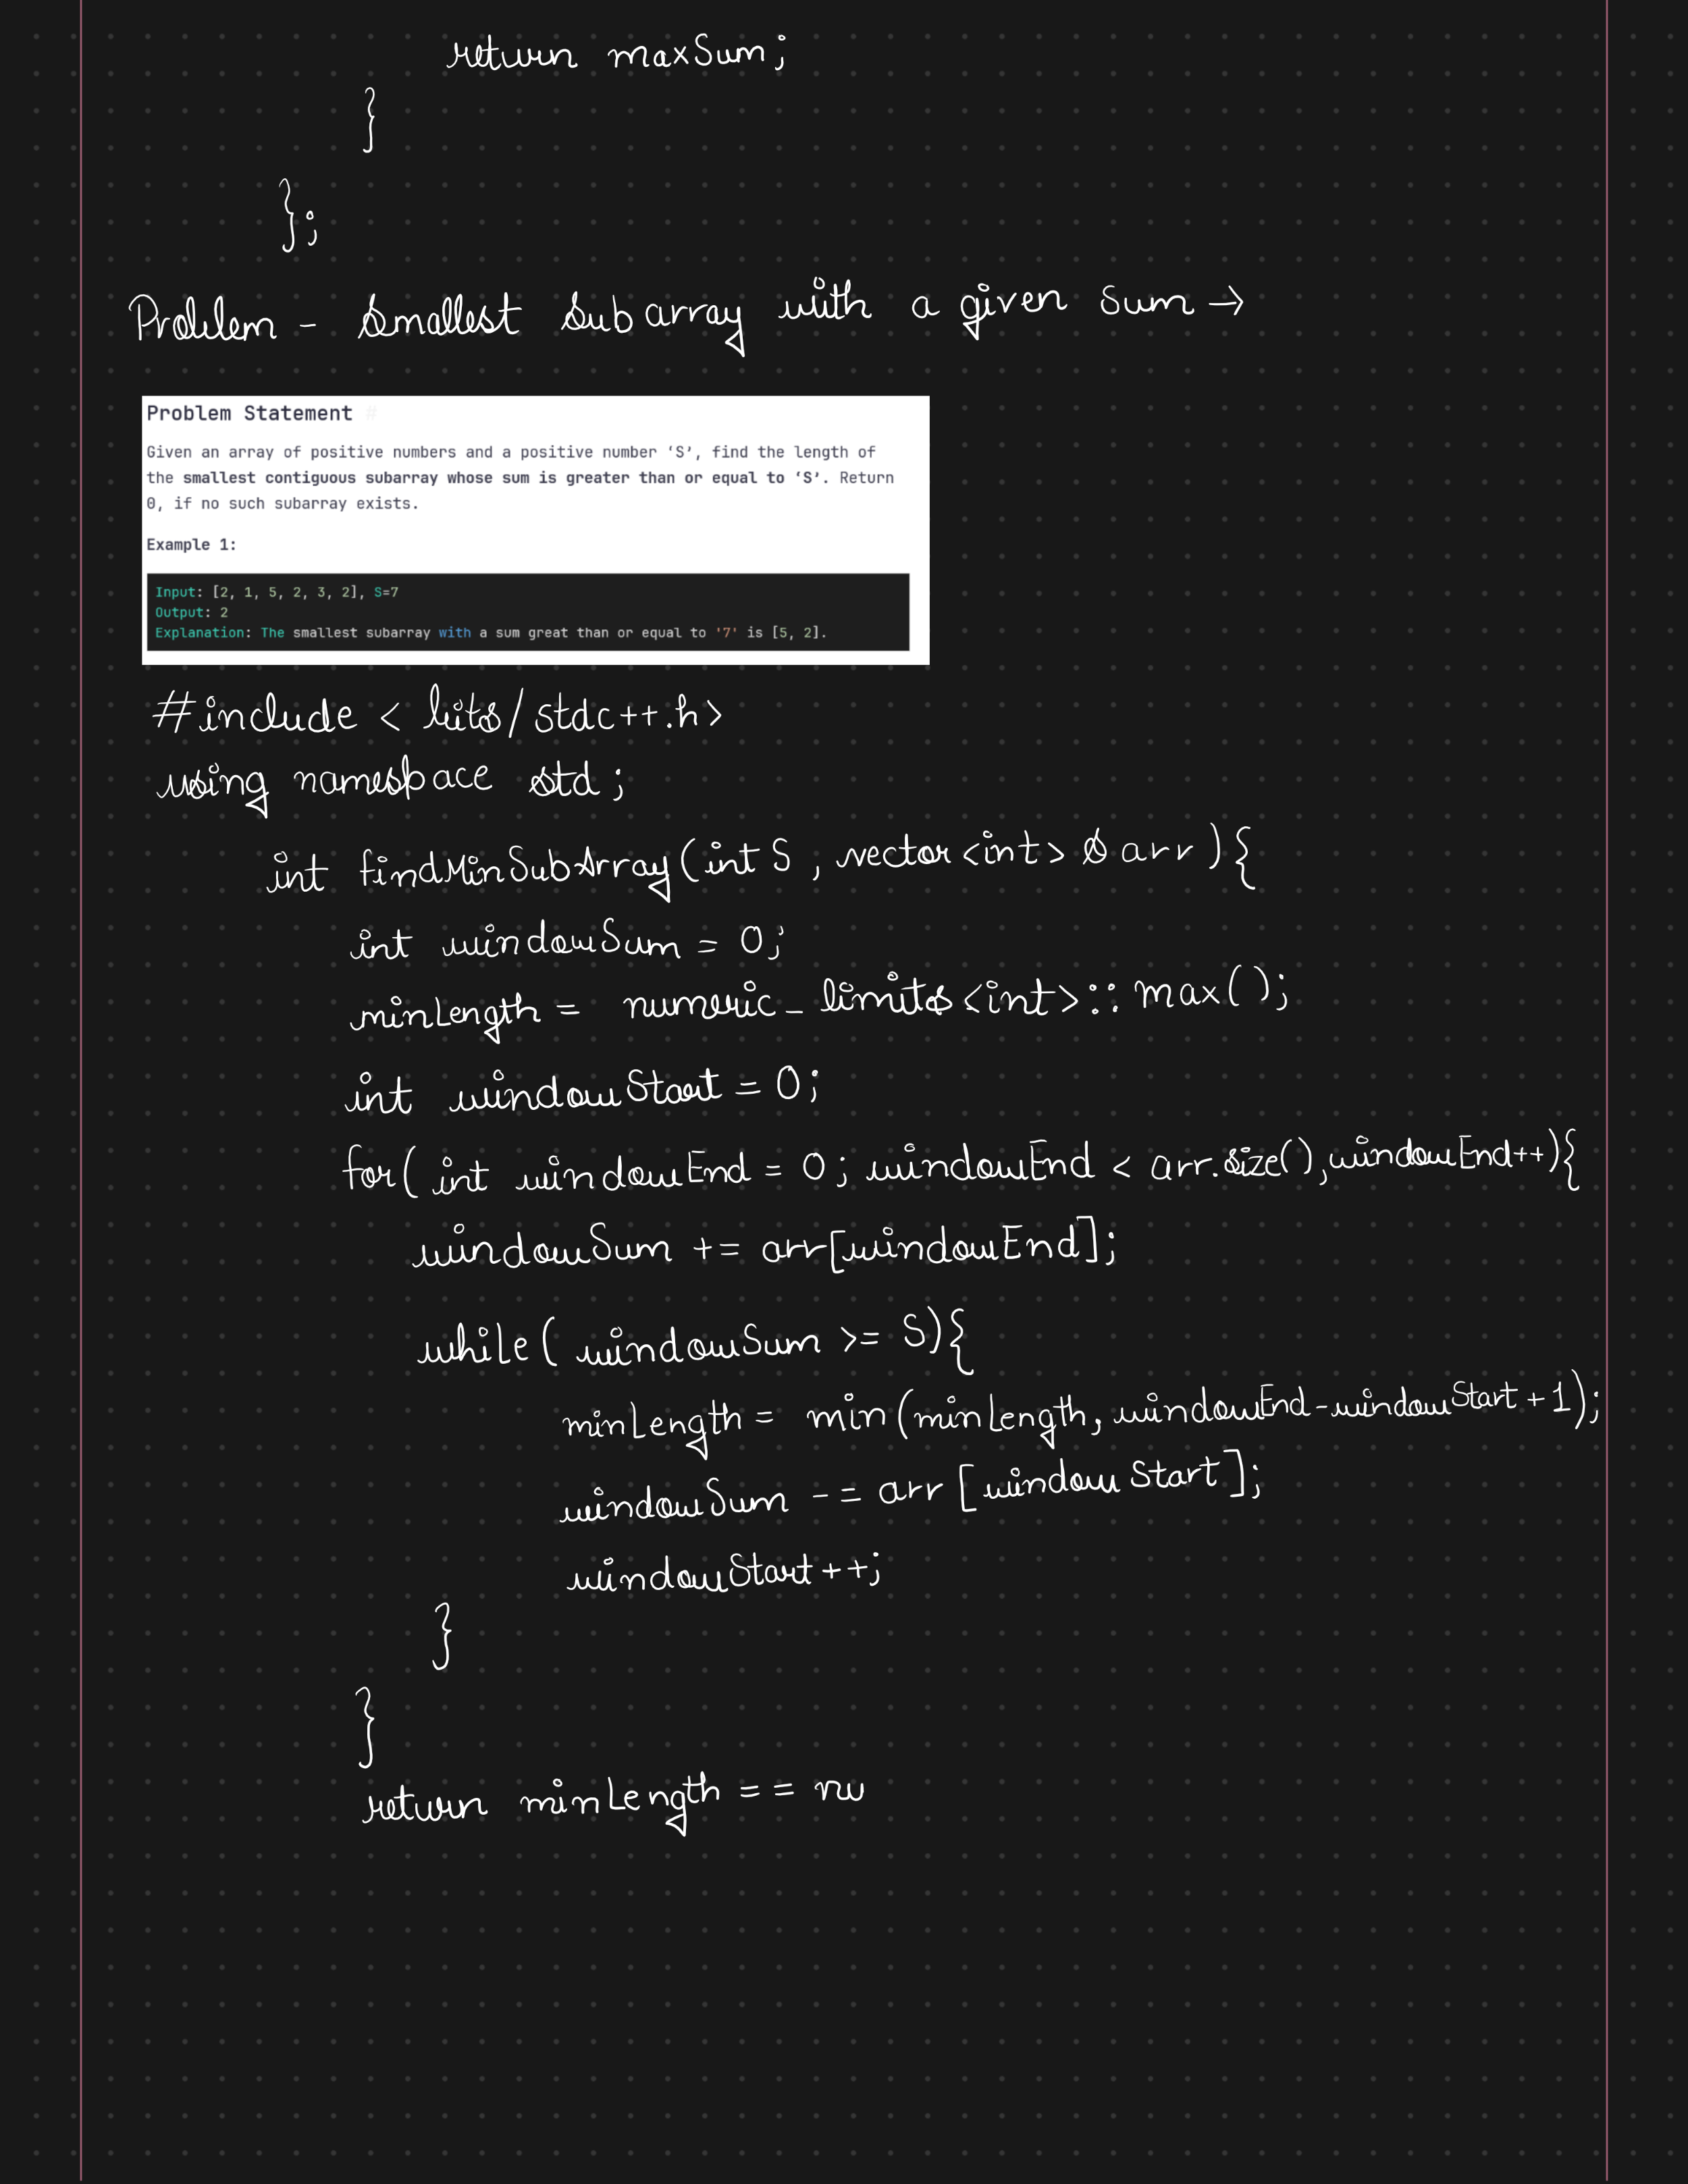 return maxSum;
}
};
Problem - Smallest Subarray with a given sum →
Problem Statement #
Given an array of positive numbers and a positive number ‘S’, find the length of
the smallest contiguous subarray whose sum is greater than or equal to ‘S’. Return
0, if no such subarray exists.
Example 1:
Input: [2, 1, 5, 2, 3, 2], S=7
Output: 2
Explanation: The smallest subarray with a sum great than or equal to '7' is [5, 2].
#include < bits/stdc++.h>
using namespace std;
int findMinSubArray(int S, vector<int> & arr){
int windowSum = 0;
minLength = numeric_limits<int>::max();
int windowStart = 0;
for( int windowEnd = 0; windowEnd < arr.size(),windowEnd++){
windowSum += arr[windowEnd];
while( windowSum >= S){
minLength = min(minLength, windowEnd-windowStart+1);
windowSum -= arr[windowStart];
windowStart++;
}
}
return minLength == nu